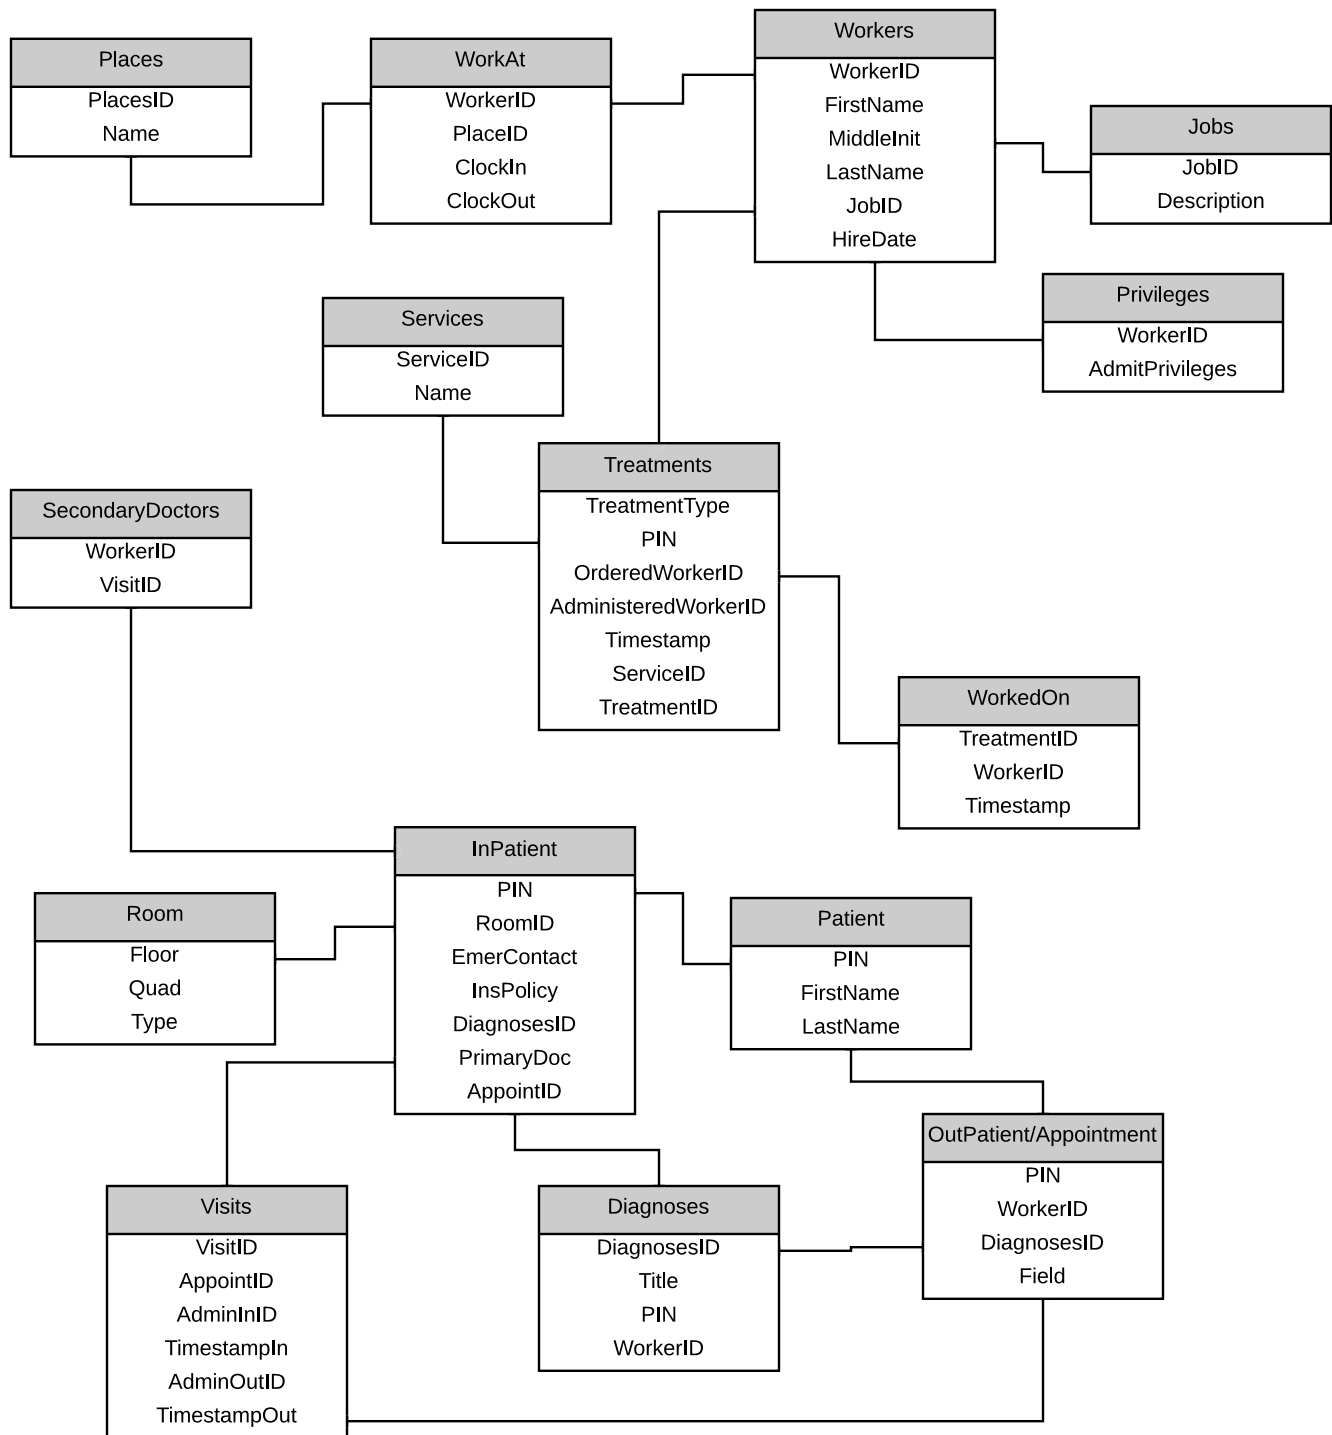 Places
PlacesID
Name
WorkAt
WorkerID
PlaceID
ClockIn
ClockOut
Workers
WorkerID
FirstName
MiddleInit
LastName
JobID
HireDate
Jobs
JobID
Description
Privileges
WorkerID
AdmitPrivileges
Services
ServiceID
Name
Treatments
TreatmentType
PIN
OrderedWorkerID
AdministeredWorkerID
Timestamp
ServiceID
TreatmentID
SecondaryDoctors
WorkerID
VisitID
WorkedOn
TreatmentID
WorkerID
Timestamp
InPatient
PIN
RoomID
EmerContact
InsPolicy
DiagnosesID
PrimaryDoc
AppointID
Room
Floor
Quad
Type
Patient
PIN
FirstName
LastName
OutPatient/Appointment
PIN
WorkerID
DiagnosesID
Field
Visits
VisitID
AppointID
AdminInID
TimestampIn
AdminOutID
TimestampOut
Diagnoses
DiagnosesID
Title
PIN
WorkerID